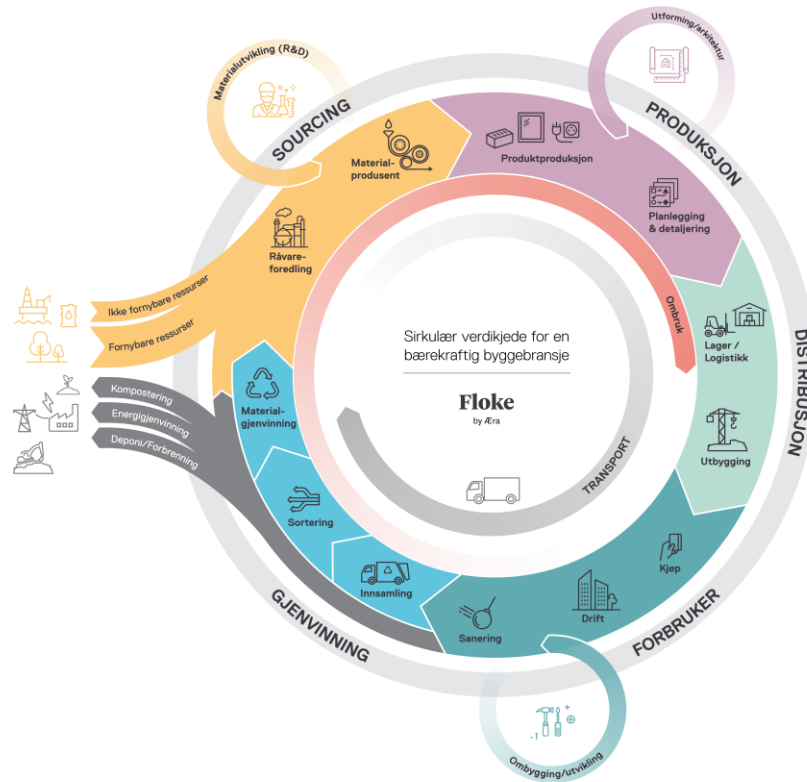 Materialutvikling (R&D)
Utforming/arkitektur
SOURCING
PRODUKSJON
Material-
produsent
Produktproduksjon
Planlegging
& detaljering
Råvare-
foredling
Ikke fornybare ressurser
Fornybare ressurser
Ombruk
Lager /
Logistikk
DISTRIBUSJON
Sirkulær verdikjede for en
bærekraftig byggebransje
Floke
by Æra
Kompostering
Energigjenvinning
Deponi/Forbrenning
Material-
gjenvinning
Utbygging
TRANSPORT
Sortering
Innsamling
Kjøp
Drift
Sanering
GJENVINNING
FORBRUKER
-1
Ombygging/utvikling